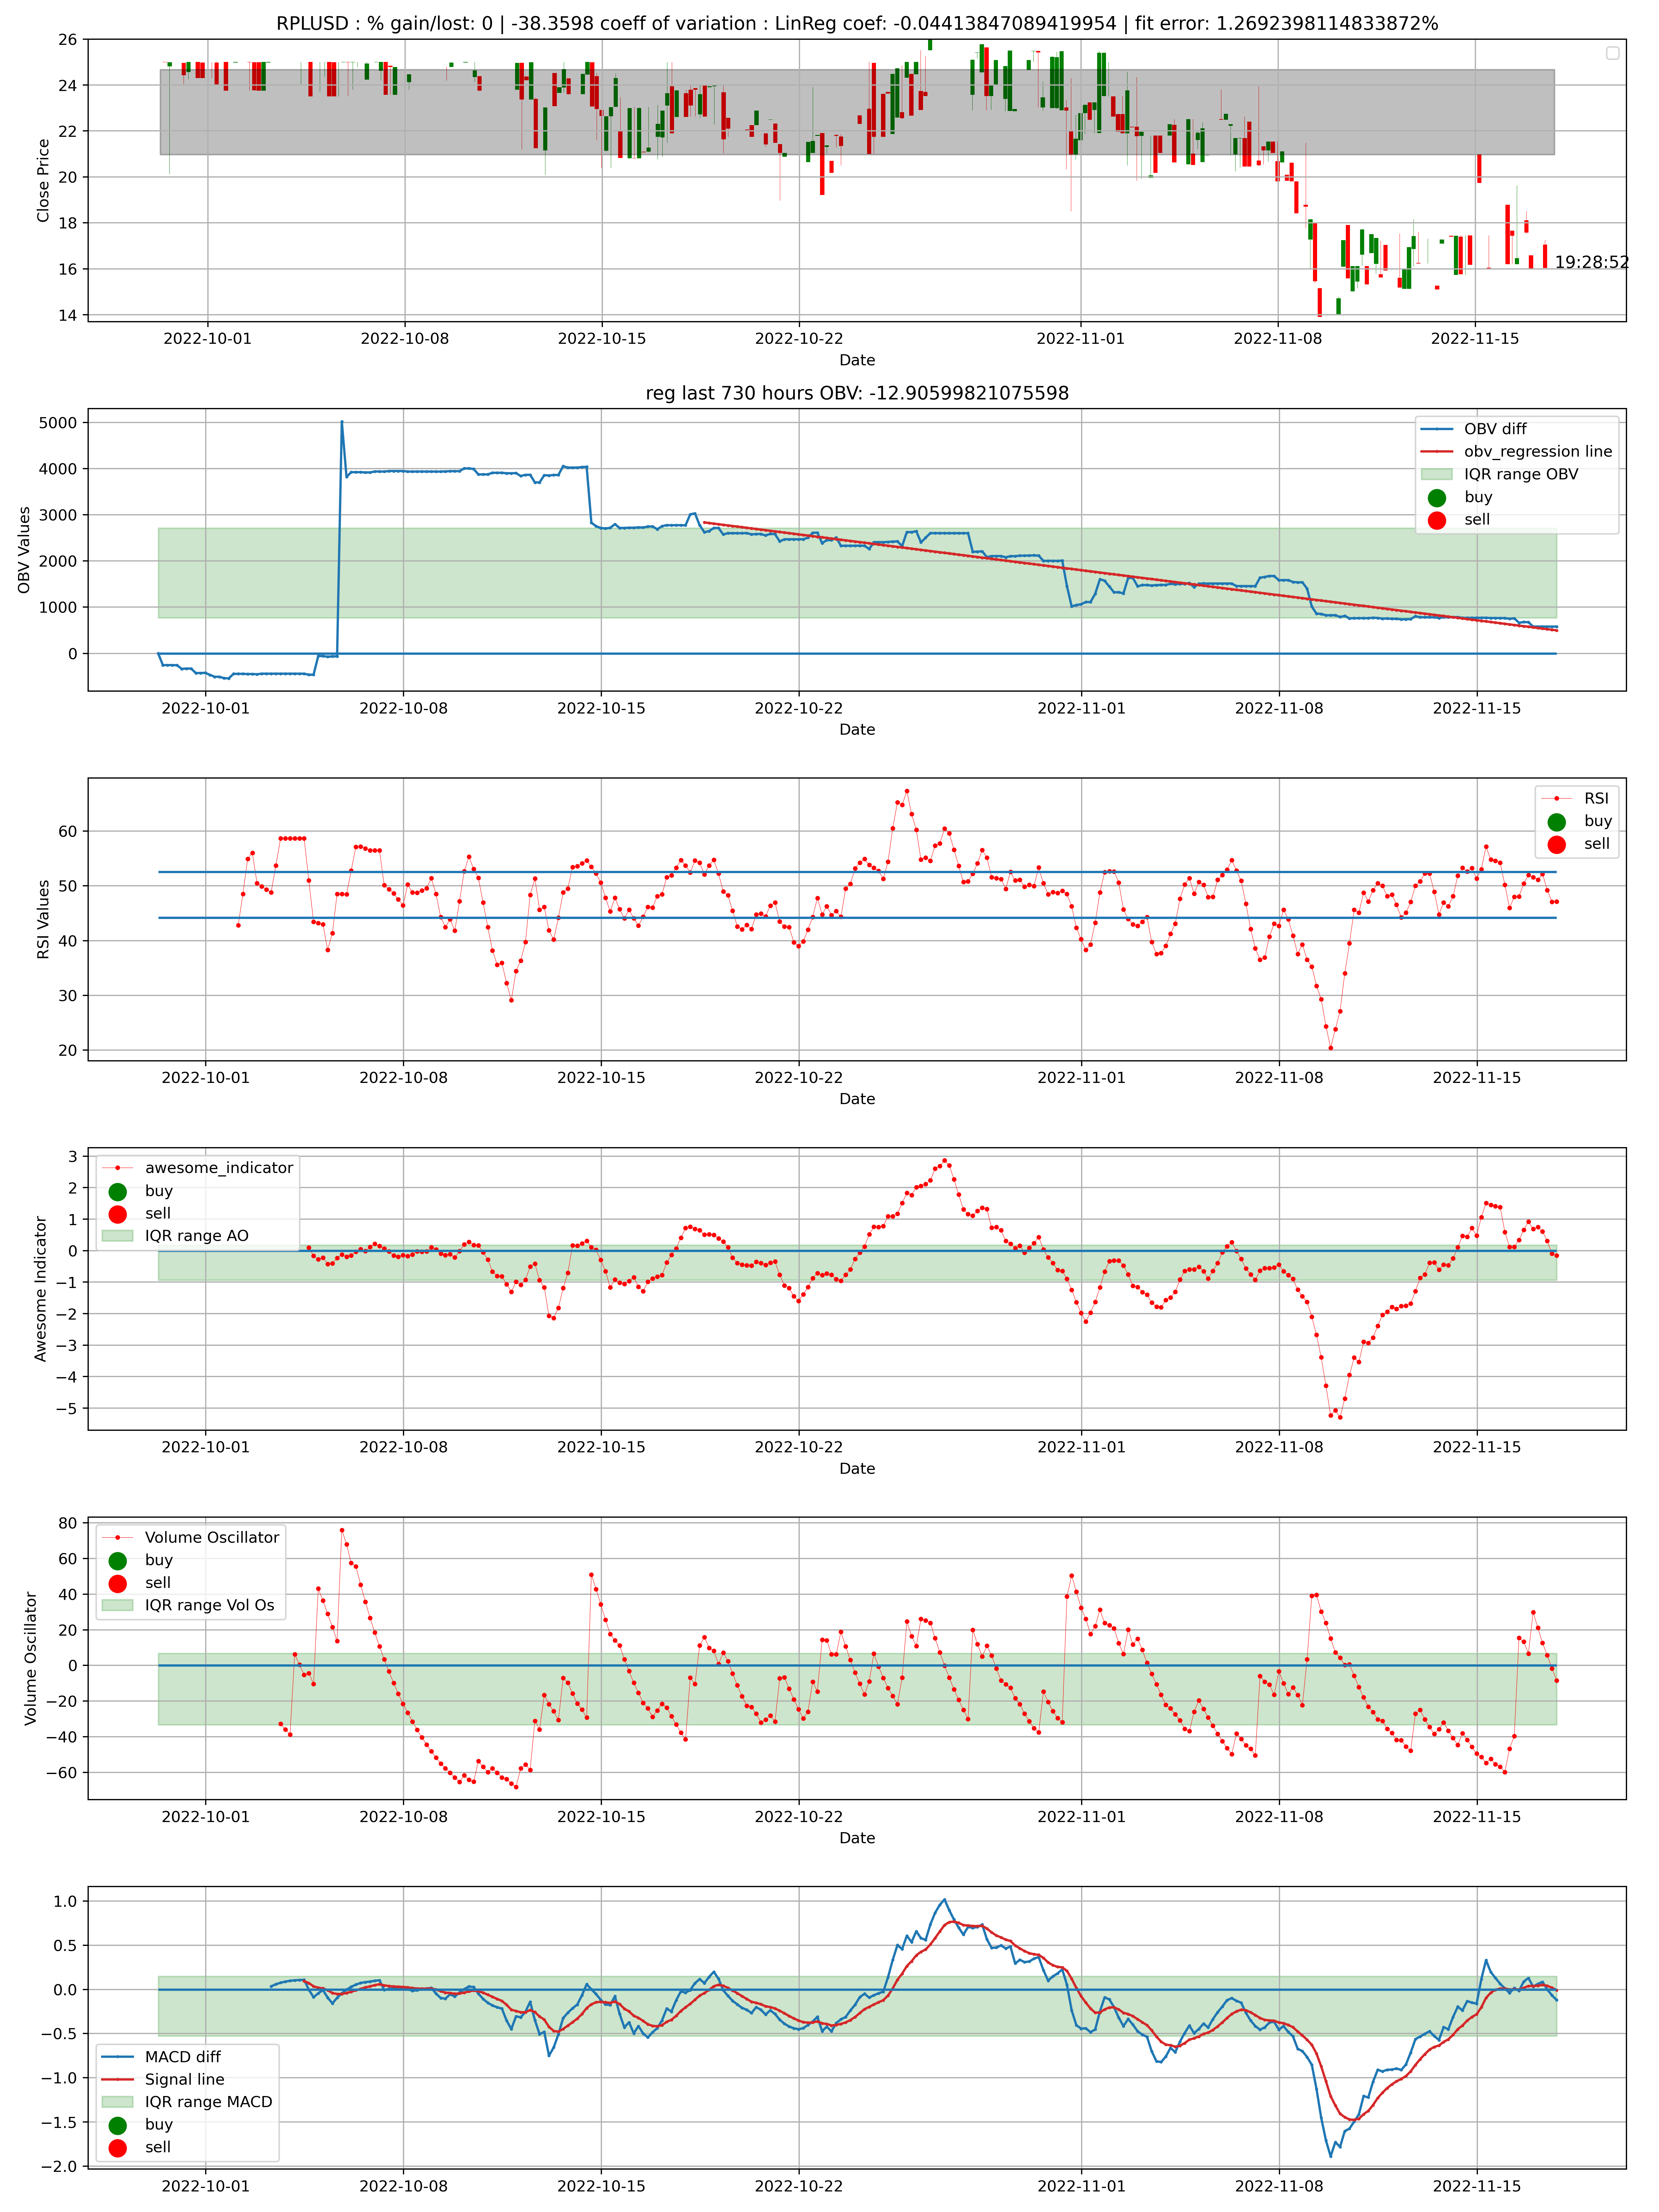 RPLUSD : % gain/lost: 0 | -38.3598 coeff of variation : LinReg coef: -0.04413847089419954 | fit error: 1.2692398114833872%
26
24
22
20
18
16
14
Close Price
19:28:52
2022-10-01 2022-10-08 2022-10-15 2022-10-22 2022-11-01 2022-11-08 2022-11-15
Date
reg last 730 hours OBV: -12.90599821075598
5000
4000
3000
2000
1000
0
OBV Values
OBV diff
obv_regression line
IQR range OBV
buy
sell
2022-10-01 2022-10-08 2022-10-15 2022-10-22 2022-11-01 2022-11-08 2022-11-15
Date
60
50
40
30
20
RSI Values
RSI
buy
sell
2022-10-01 2022-10-08 2022-10-15 2022-10-22 2022-11-01 2022-11-08 2022-11-15
Date
3
2
1
0
−1
−2
−3
−4
−5
Awesome Indicator
awesome_indicator
buy
sell
IQR range AO
2022-10-01 2022-10-08 2022-10-15 2022-10-22 2022-11-01 2022-11-08 2022-11-15
Date
80
60
40
20
0
−20
−40
−60
Volume Oscillator
Volume Oscillator
buy
sell
IQR range Vol Os
2022-10-01 2022-10-08 2022-10-15 2022-10-22 2022-11-01 2022-11-08 2022-11-15
Date
1.0
0.5
0.0
−0.5
−1.0
−1.5
−2.0
MACD diff
Signal line
IQR range MACD
buy
sell
2022-10-01 2022-10-08 2022-10-15 2022-10-22 2022-11-01 2022-11-08 2022-11-15